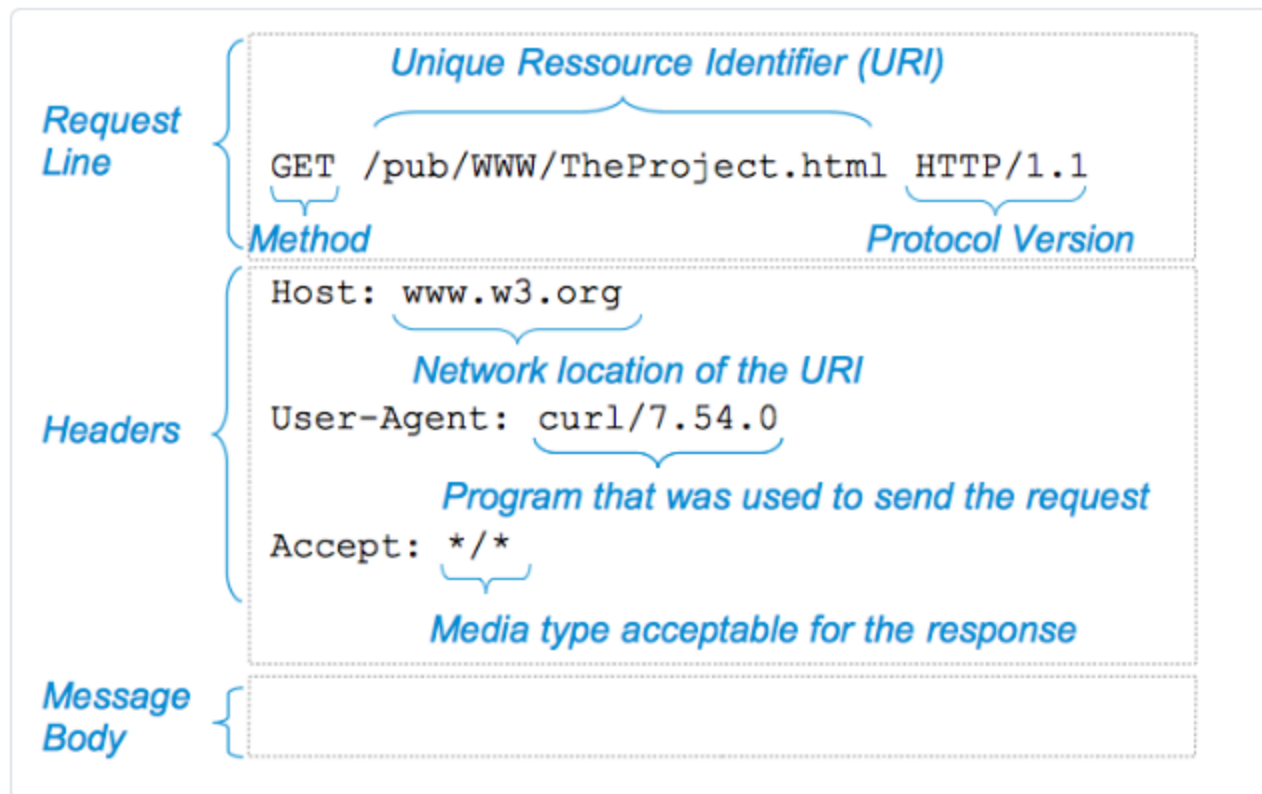 Unique Ressource Identifier (URI)
Request
Line
GET /pub/WWW/TheProject.html HTTP/1.1
Method
Protocol Version
Host: www.w3.org
Network location of the URI
Headers
User-Agent: curl/7.54.0
Program that was used to send the request
Accept: */*
Media type acceptable for the response
Message
Body